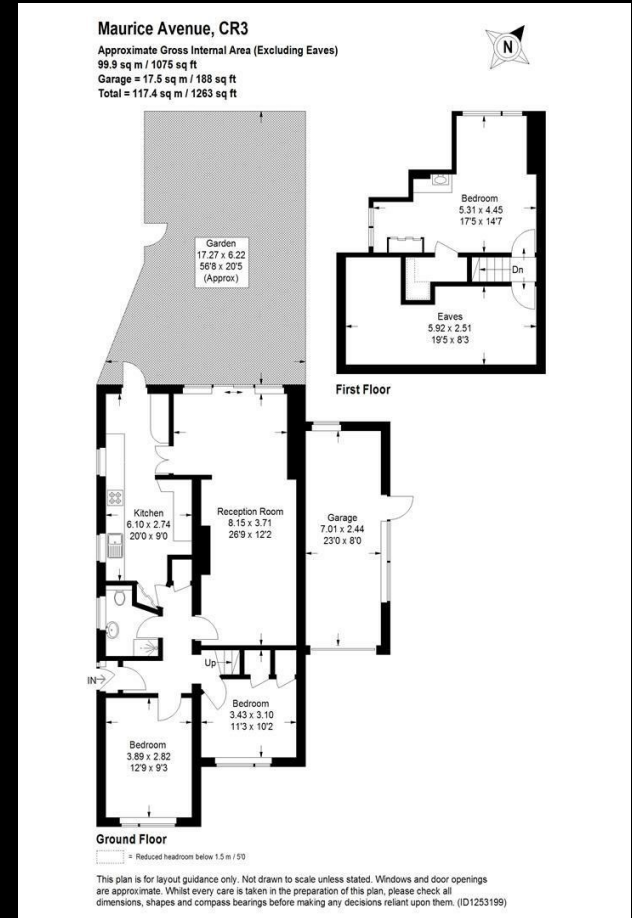 Maurice Avenue, CR3
Approximate Gross Internal Area (Excluding Eaves)
99.9 sq m / 1075 sq ft
Garage = 17.5 sq m / 188 sq ft
Total = 117.4 sq m / 1263 sq ft
N
Garden
17.27 x 6.22
56'8 x 20'5
(Approx)
Bedroom
5.31 x 4.45
17'5 x 14'7
Dn
Eaves
5.92 x 2.51
19'5 x 8'3
First Floor
Kitchen
6.10 x 2.74
20'0 x 9'0
Reception Room
8.15 x 3.71
26'9 x 12'2
Garage
7.01 x 2.44
23'0 x 8'0
IN
Up
Bedroom
3.43 x 3.10
11'3 x 10'2
Bedroom
3.89 x 2.82
12'9 x 9'3
Ground Floor
= Reduced headroom below 1.5 m / 5'0
This plan is for layout guidance only. Not drawn to scale unless stated. Windows and door openings
are approximate. Whilst every care is taken in the preparation of this plan, please check all
dimensions, shapes and compass bearings before making any decisions reliant upon them. (ID1253199)